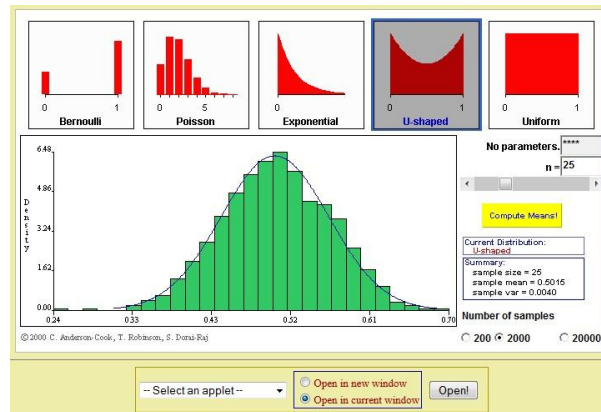 0 1
Bernoulli
0 5
Poisson
0
Exponential
0 1
U-shaped
0 1
Uniform
No parameters. ****
n = 25
Compute Means!
Current Distribution:
U-shaped
Summary:
sample size = 25
sample mean = 0.5015
sample var = 0.0040
Number of samples
200 2000 20000
Density
6.48
4.86
3.24
1.62
0.00
0.24 0.33 0.43 0.52 0.61 0.70
©2000 C. Anderson-Cook, T. Robinson, S. Dorai-Raj
-- Select an applet --
Open in new window
Open in current window
Open!